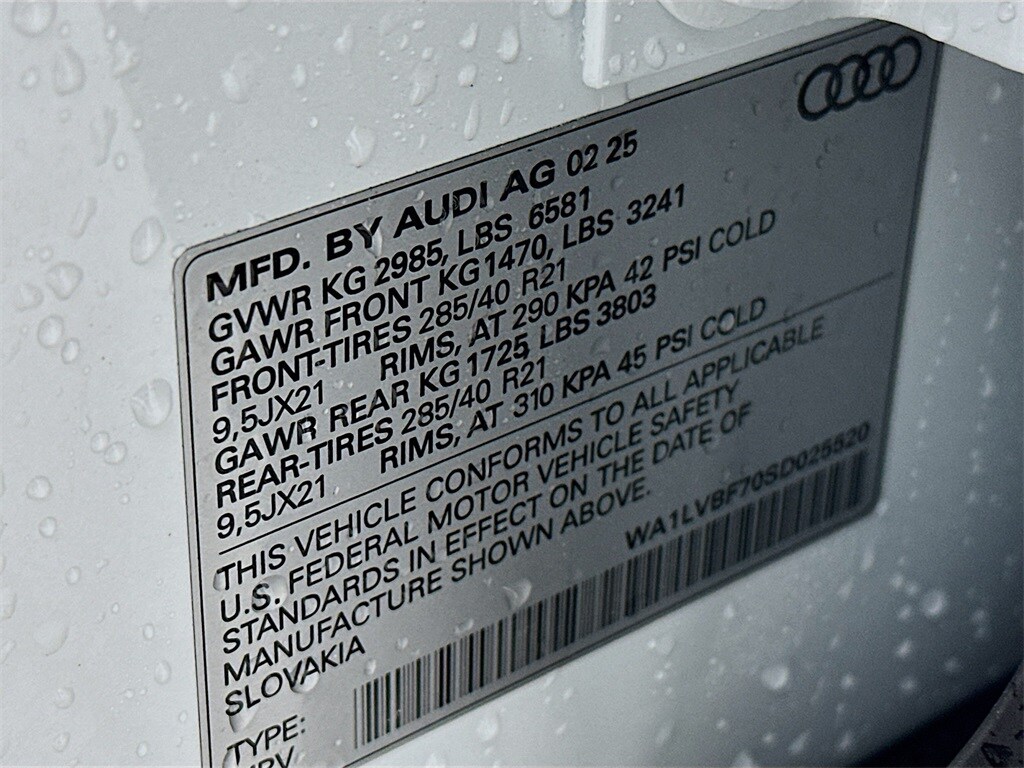 MFD. BY AUDI AG 02 25
GVWR KG 2985, LBS 6581
GAWR FRONT KG 1470, LBS 3241
FRONT-TIRES 285/40 R21
9,5JX21 RIMS, AT 290 KPA 42 PSI COLD
GAWR REAR KG 1725, LBS 3803
REAR-TIRES 285/40 R21
9,5JX21 RIMS, AT 310 KPA 45 PSI COLD
THIS VEHICLE CONFORMS TO ALL APPLICABLE
U.S. FEDERAL MOTOR VEHICLE SAFETY
STANDARDS IN EFFECT ON THE DATE OF
MANUFACTURE SHOWN ABOVE.
SLOVAKIA
WA1LVBF70SD025520
TYPE: